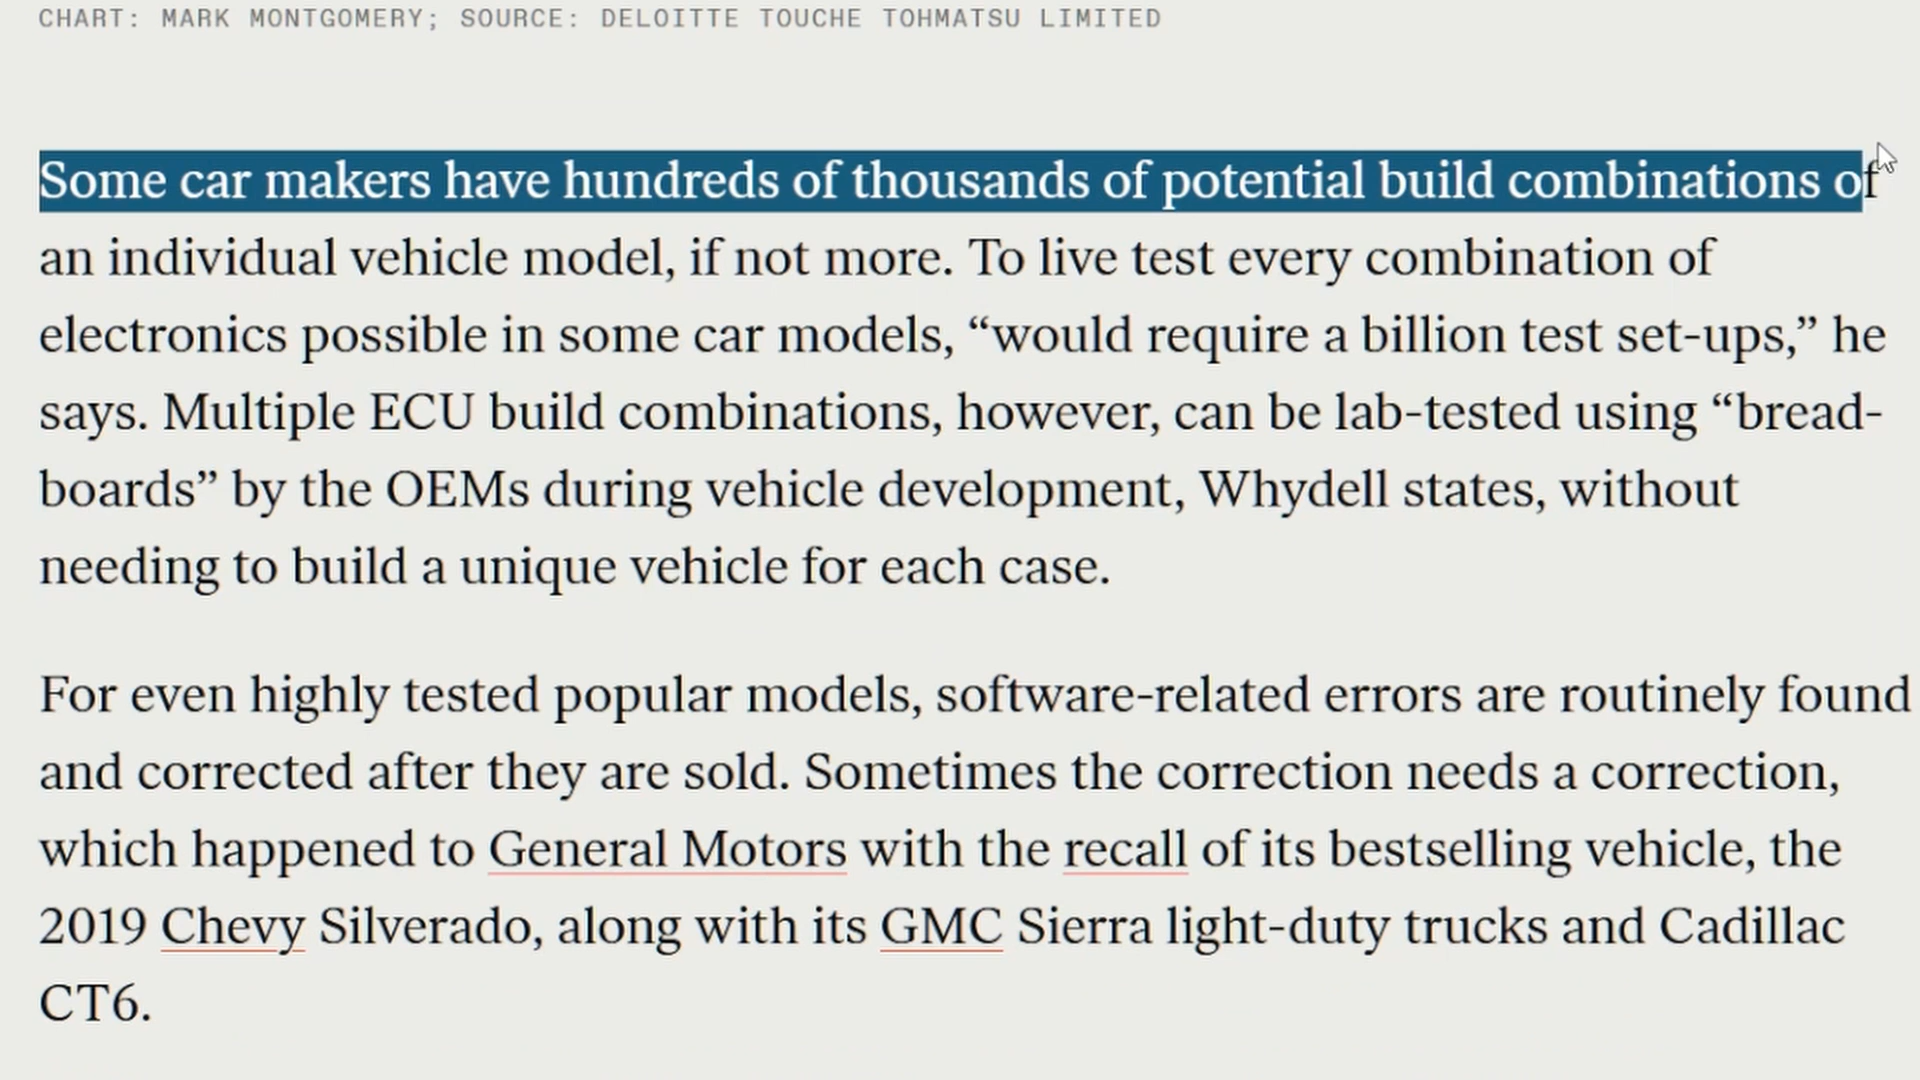 CHART: MARK MONTGOMERY; SOURCE: DELOITTE TOUCHE TOHMATSU LIMITED
Some car makers have hundreds of thousands of potential build combinations of
an individual vehicle model, if not more. To live test every combination of
electronics possible in some car models, “would require a billion test set-ups,” he
says. Multiple ECU build combinations, however, can be lab-tested using “bread-
boards” by the OEMs during vehicle development, Whydell states, without
needing to build a unique vehicle for each case.
For even highly tested popular models, software-related errors are routinely found
and corrected after they are sold. Sometimes the correction needs a correction,
which happened to General Motors with the recall of its bestselling vehicle, the
2019 Chevy Silverado, along with its GMC Sierra light-duty trucks and Cadillac
CT6.